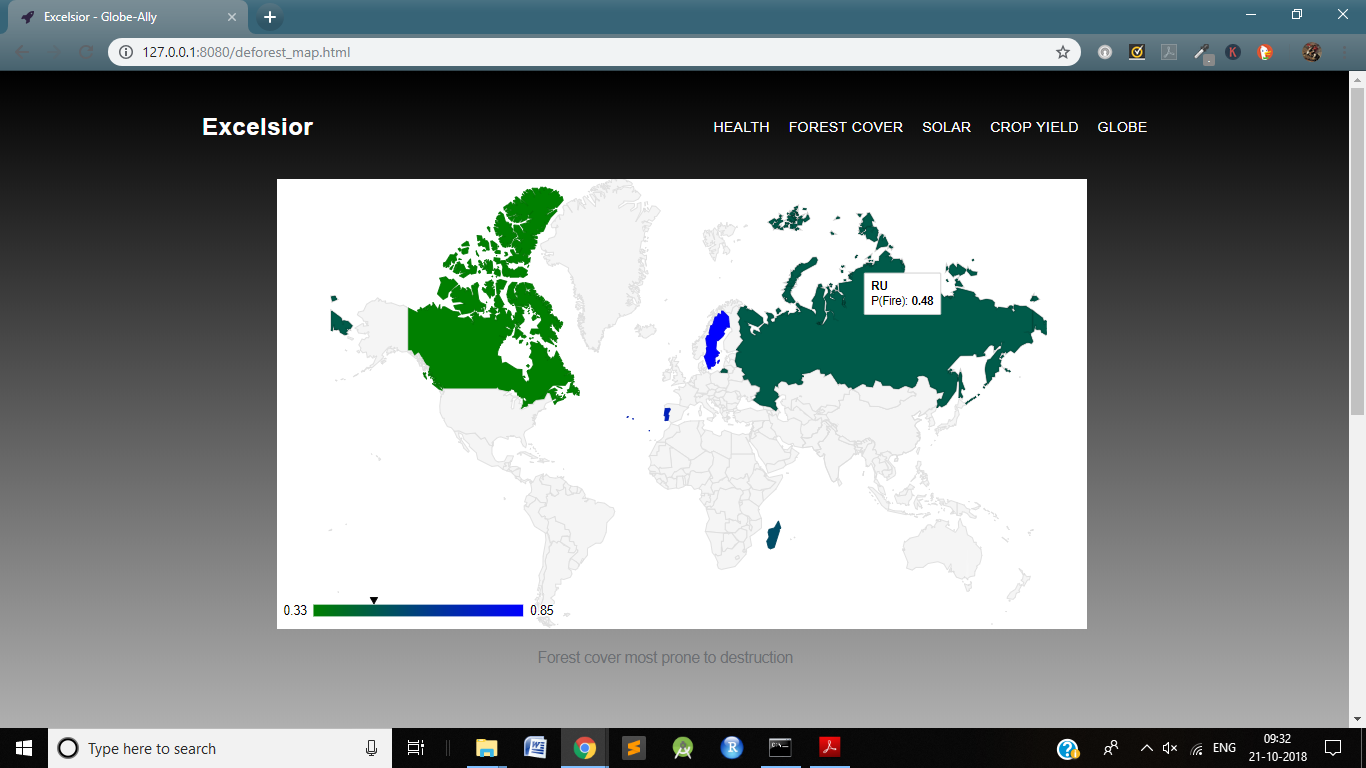 Excelsior - Globe-Ally
127.0.0.1:8080/deforest_map.html
Excelsior
HEALTH FOREST COVER SOLAR CROP YIELD GLOBE
RU
P(Fire): 0.48
0.33 0.85
Forest cover most prone to destruction
Type here to search
ENG
09:32
21-10-2018